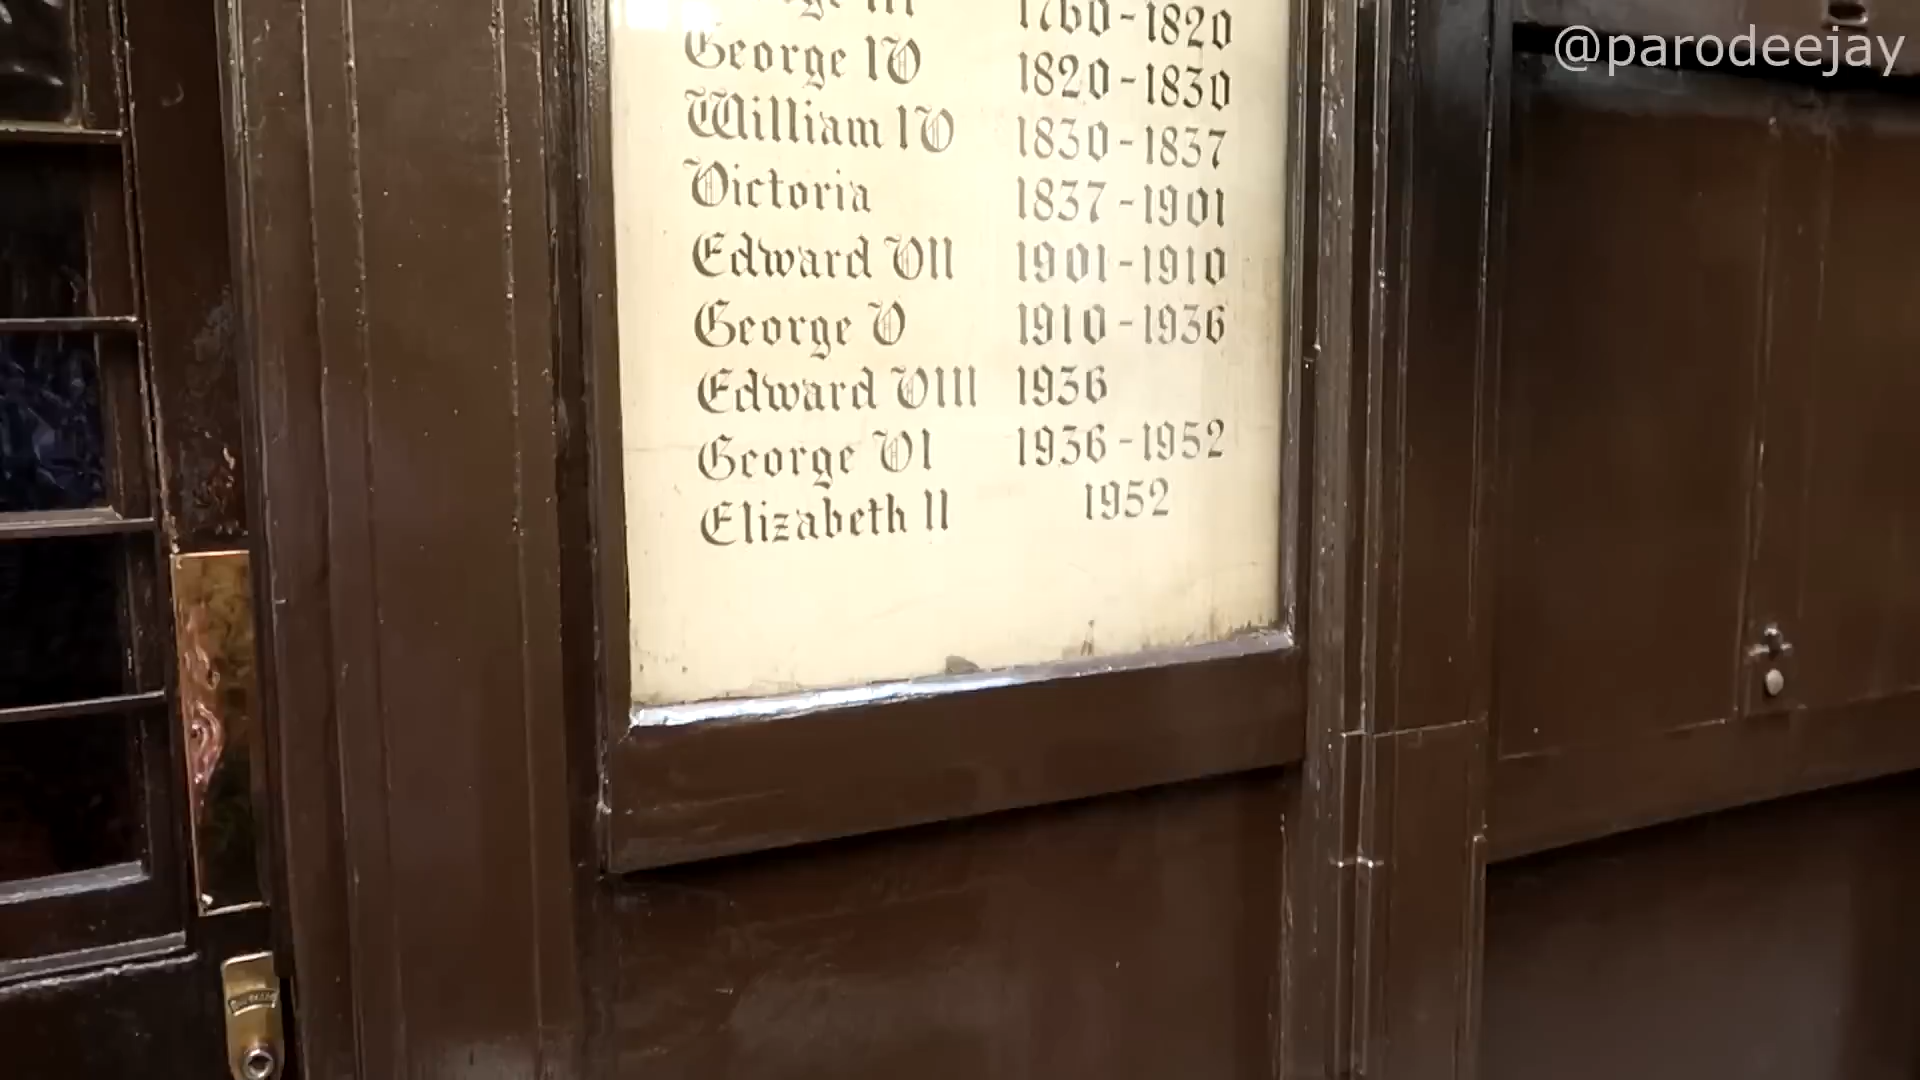 III 1760-1820
George IV 1820-1830
William IV 1830-1837
Victoria 1837-1901
Edward VII 1901-1910
George V 1910-1936
Edward VIII 1936
George VI 1936-1952
Elizabeth II 1952
@parodeejay